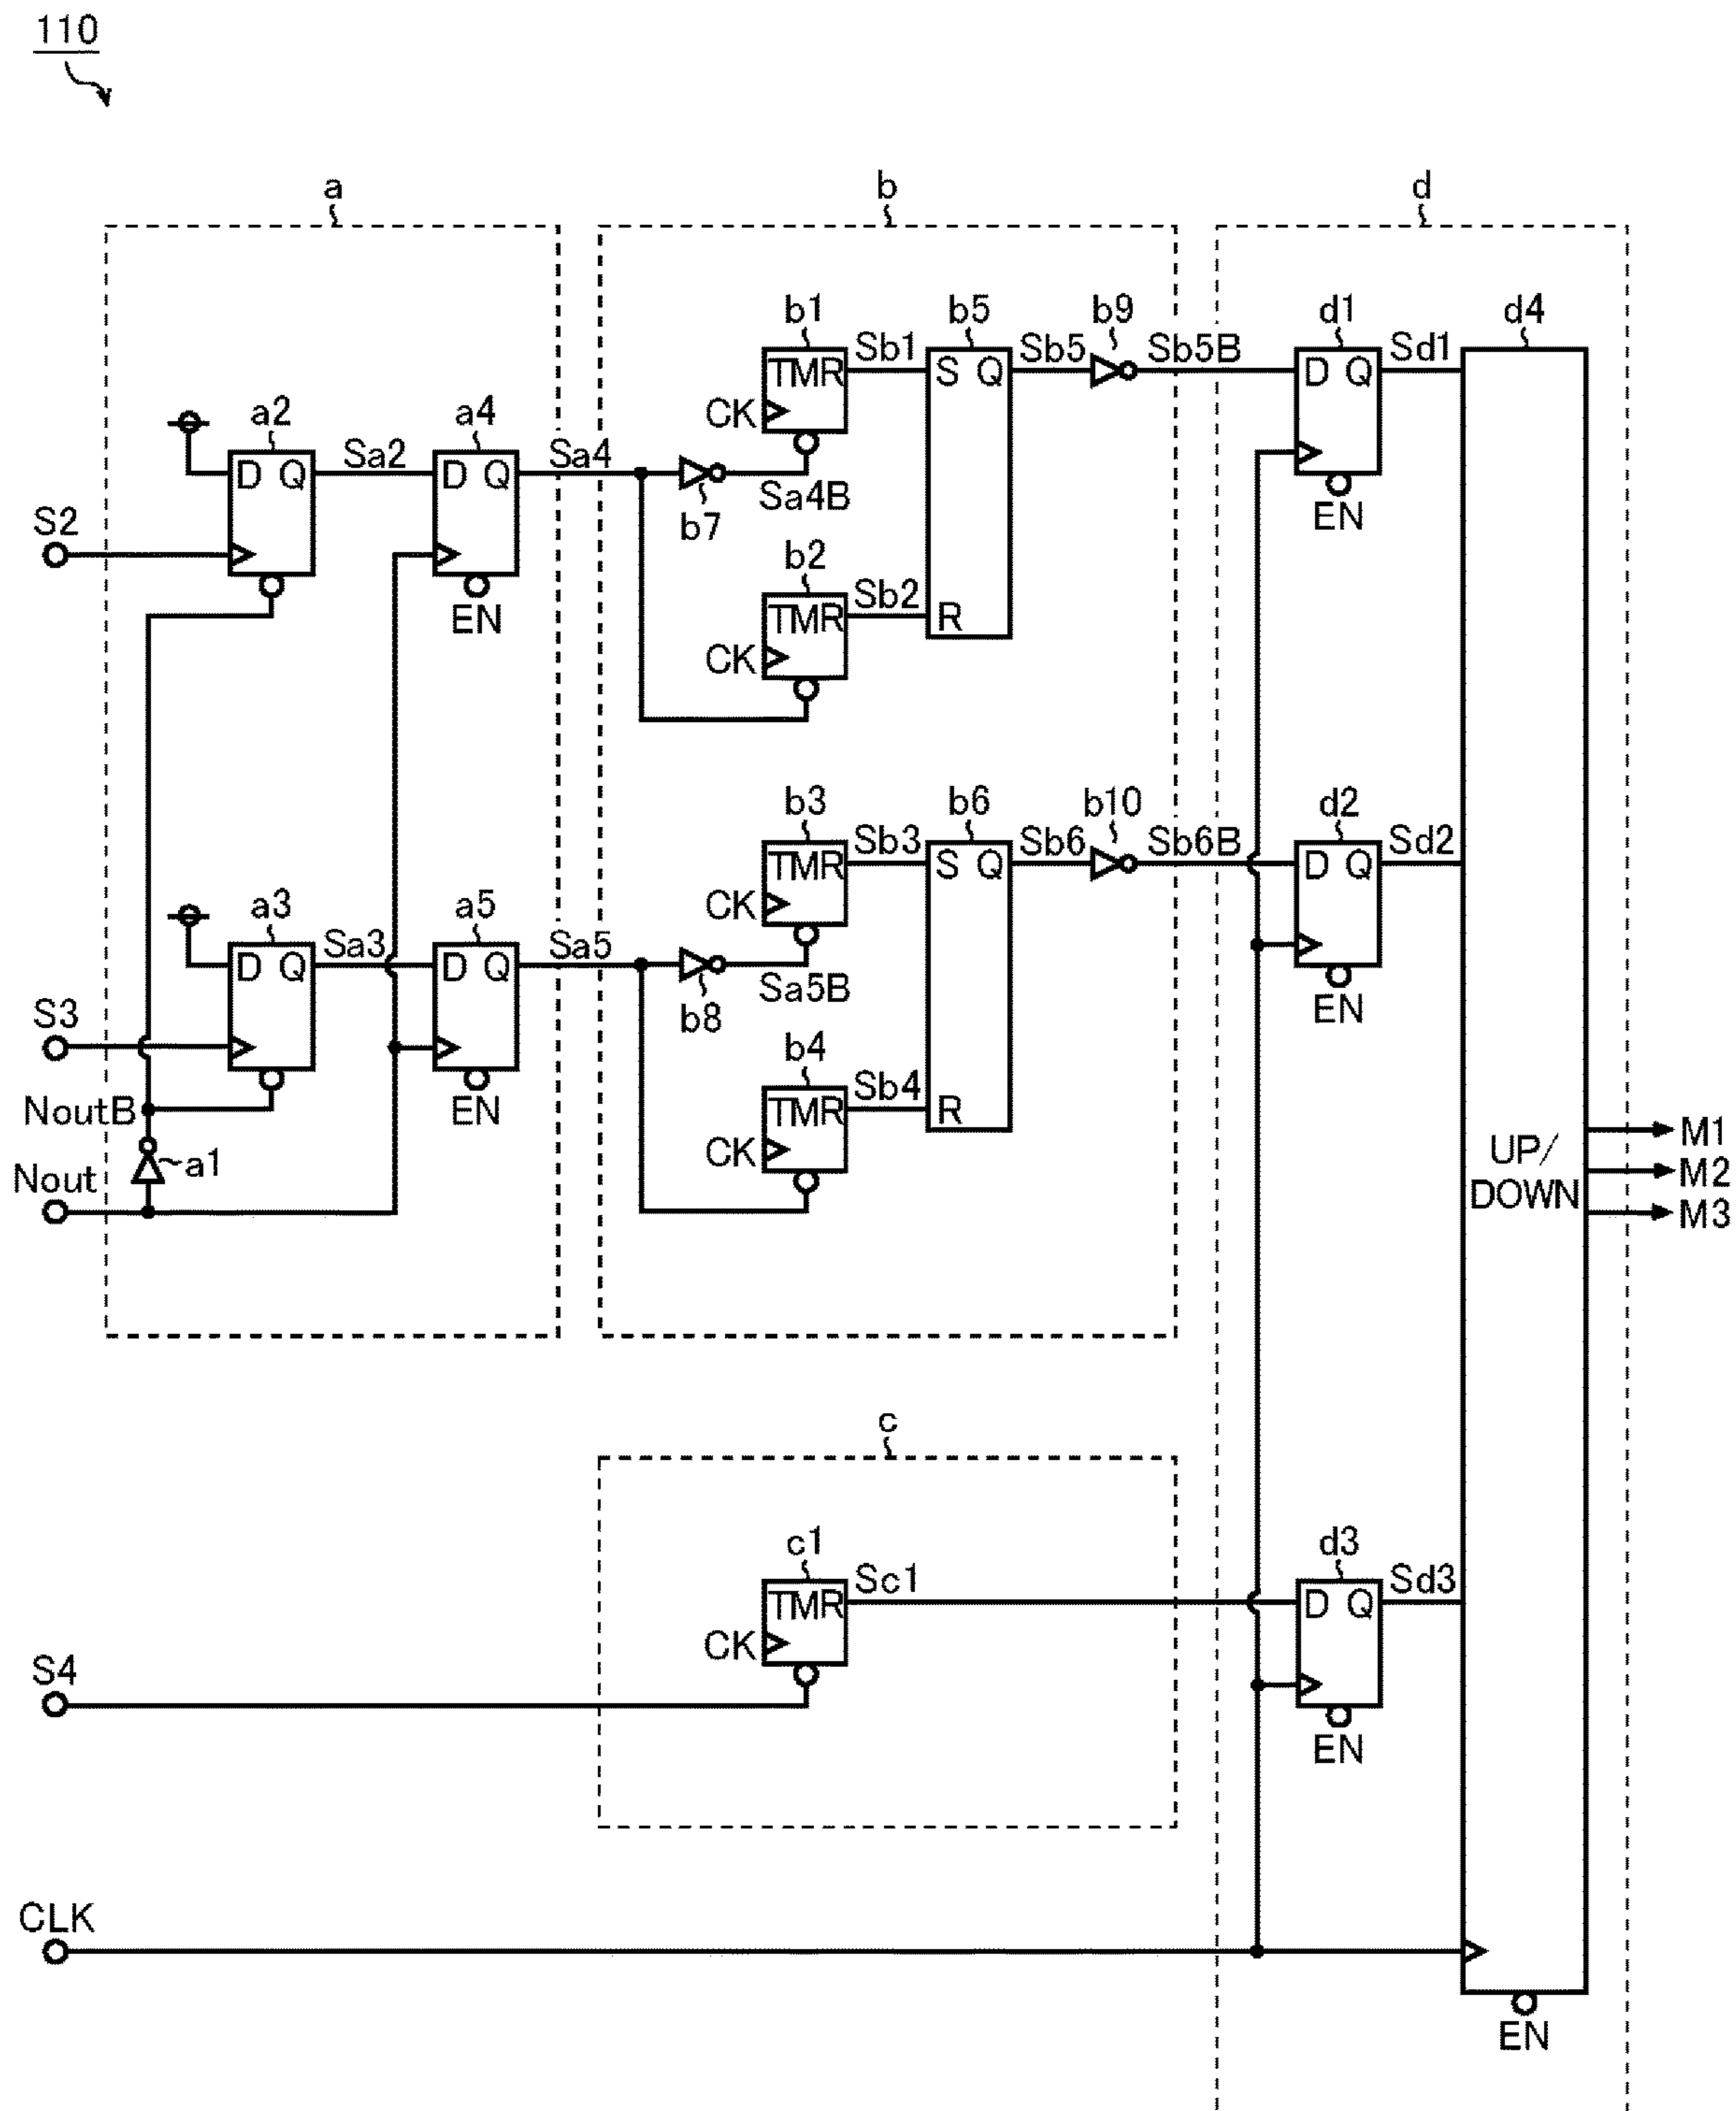 110
a
b
d
b1
b5
b9
d1
d4
TMR
Sb1
S Q
Sb5
Sb5B
D Q
Sd1
CK
a2
a4
D Q
Sa2
D Q
Sa4
Sa4B
b7
EN
S2
b2
TMR
Sb2
R
EN
CK
b3
b6
b10
d2
TMR
Sb3
S Q
Sb6
Sb6B
D Q
Sd2
CK
a3
a5
D Q
Sa3
D Q
Sa5
Sa5B
b8
EN
S3
b4
TMR
Sb4
R
NoutB
EN
CK
a1
Nout
UP/
DOWN
M1
M2
M3
c
c1
TMR
Sc1
d3
D Q
Sd3
CK
S4
EN
CLK
EN